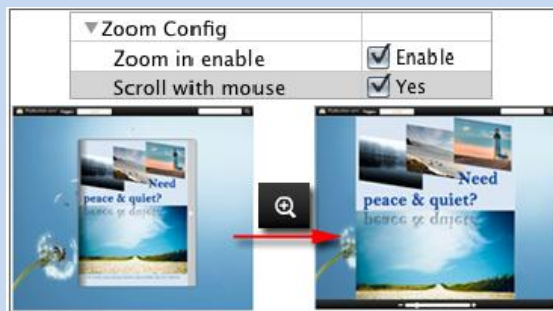 Zoom Config
Zoom in enable Enable
Scroll with mouse Yes
Need
peace & quiet?
Need
peace & quiet?